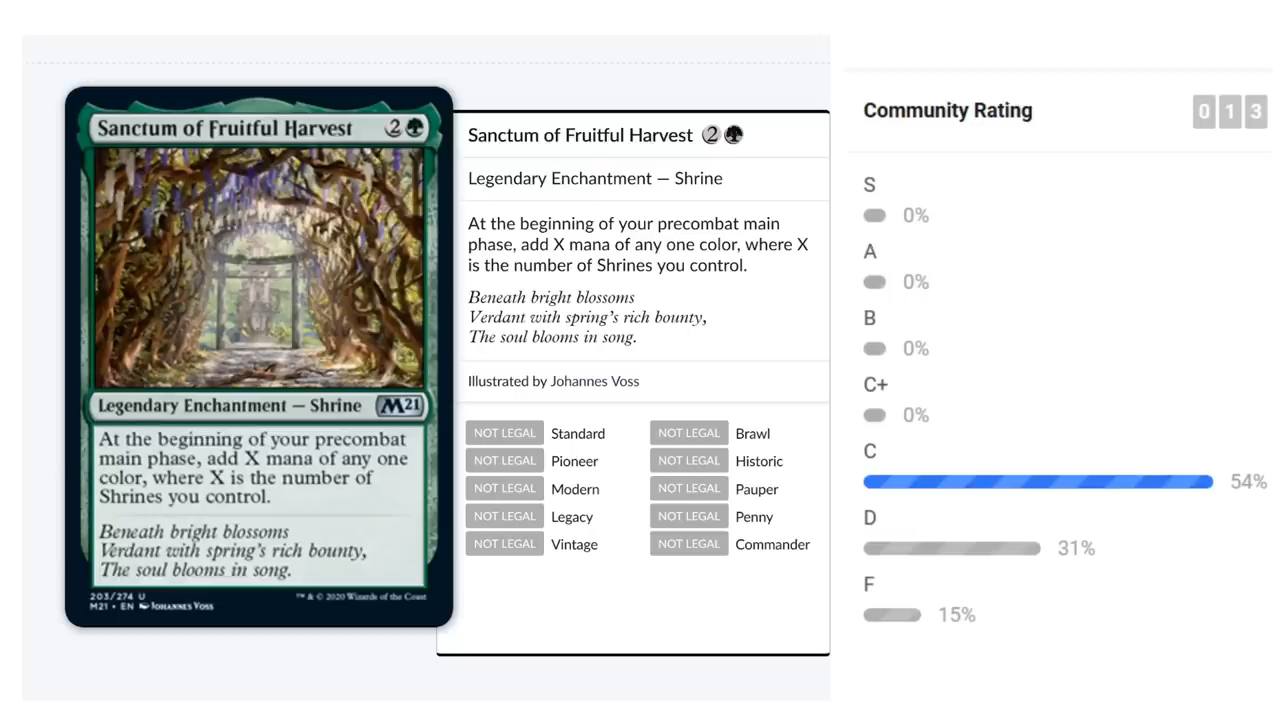 Sanctum of Fruitful Harvest 2
Legendary Enchantment — Shrine M21
At the beginning of your precombat
main phase, add X mana of any one
color, where X is the number of
Shrines you control.
Beneath bright blossoms
Verdant with spring's rich bounty,
The soul blooms in song.
203/274 U
M21 • EN Johannes Voss
™ & © 2020 Wizards of the Coast
Sanctum of Fruitful Harvest 2
Legendary Enchantment — Shrine
At the beginning of your precombat main
phase, add X mana of any one color, where X
is the number of Shrines you control.
Beneath bright blossoms
Verdant with spring's rich bounty,
The soul blooms in song.
Illustrated by Johannes Voss
NOT LEGAL Standard NOT LEGAL Brawl
NOT LEGAL Pioneer NOT LEGAL Historic
NOT LEGAL Modern NOT LEGAL Pauper
NOT LEGAL Legacy NOT LEGAL Penny
NOT LEGAL Vintage NOT LEGAL Commander
Community Rating 0 1 3
S
0%
A
0%
B
0%
C+
0%
C
54%
D
31%
F
15%